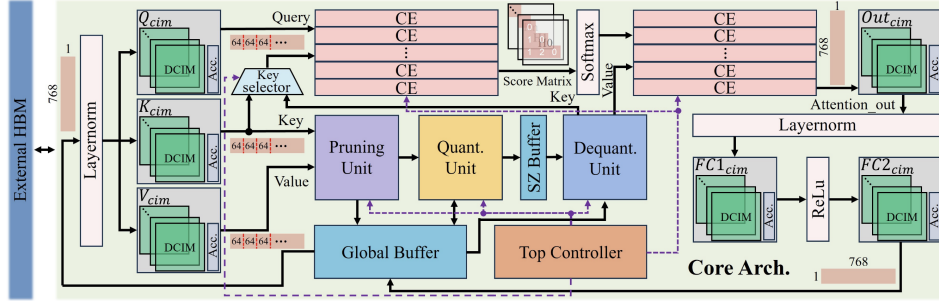 External HBM
768
1
Layernorm
Q_cim
DCIM
Acc.
K_cim
DCIM
Acc.
V_cim
DCIM
Acc.
Query
64 64 64 ...
Key selector
Key
64 64 64 ...
Value
64 64 64 ...
CE
CE
⋮
CE
CE
Score Matrix
Softmax
Key
Value
CE
CE
⋮
CE
CE
768
1
Out_cim
DCIM
Acc.
Attention_out
Layernorm
Pruning Unit
Quant. Unit
SZ Buffer
Dequant. Unit
Global Buffer
Top Controller
FC1_cim
DCIM
Acc.
ReLu
FC2_cim
DCIM
Acc.
Core Arch.
768
1